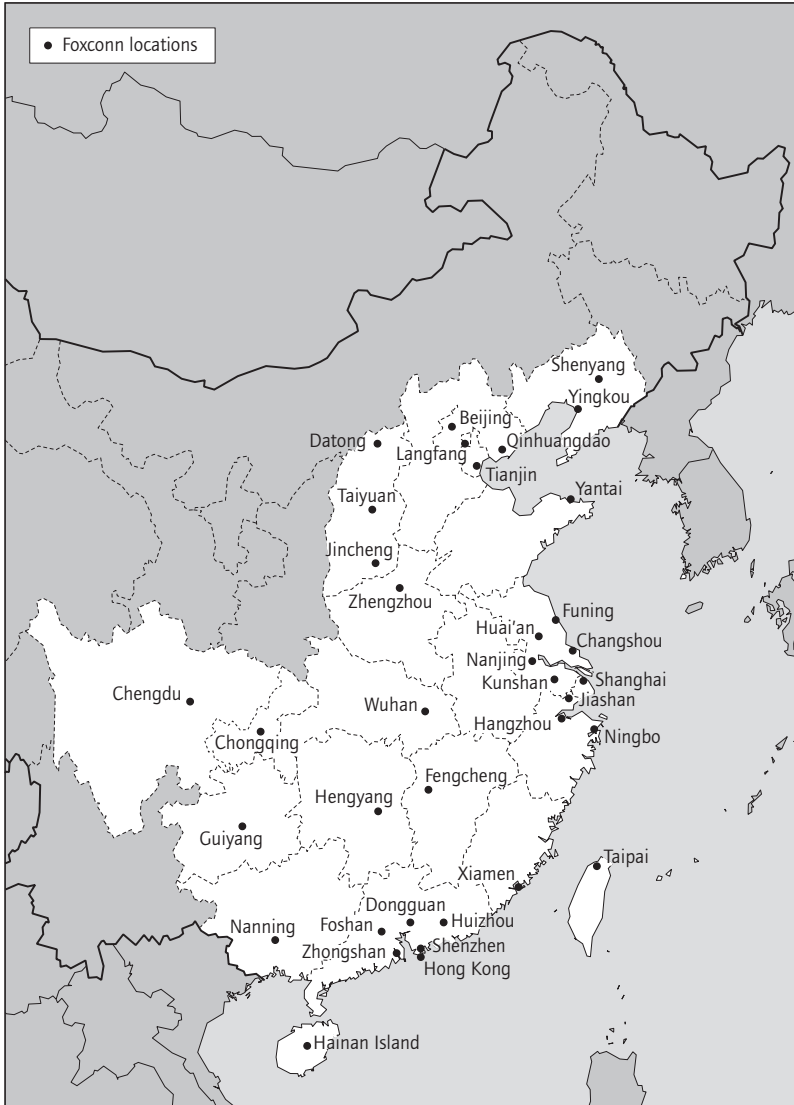 Foxconn locations
Shenyang
Yingkou
Beijing
Datong
Langfang
Qinhuangdao
Tianjin
Yantai
Taiyuan
Jincheng
Zhengzhou
Funing
Huai'an
Changshou
Nanjing
Kunshan
Shanghai
Jiashan
Chengdu
Wuhan
Hangzhou
Ningbo
Chongqing
Fengcheng
Hengyang
Guiyang
Taipai
Xiamen
Dongguan
Foshan
Huizhou
Nanning
Zhongshan
Shenzhen
Hong Kong
Hainan Island